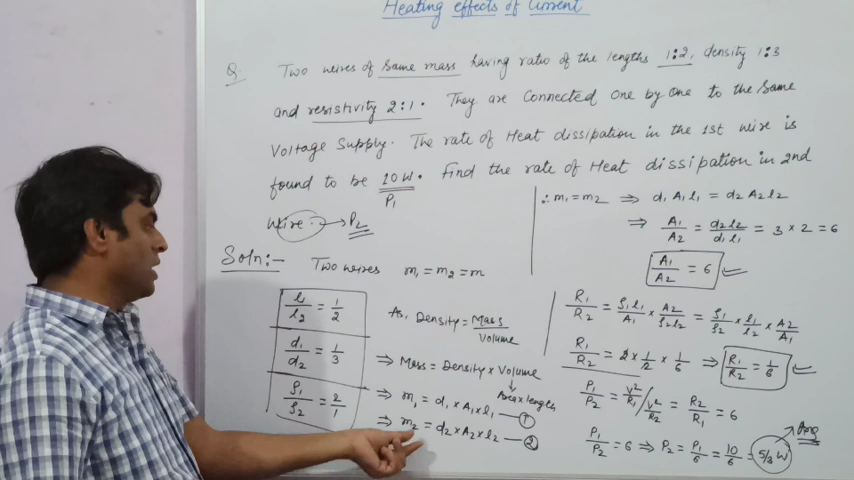 Heating effects of Current
Q. Two wires of same mass having ratio of the lengths 1:2, density 1:3
and resistivity 2:1. They are connected one by one to the same
Voltage Supply. The rate of Heat dissipation in the 1st wire is
found to be 10 W. Find the rate of Heat dissipation in 2nd
P₁
wire. → P₂
Soln:-
Two wires m₁ = m₂ = m
l₁/l₂ = 1/2
d₁/d₂ = 1/3
ρ₁/ρ₂ = 2/1
As, Density = Mass/Volume
⇒ Mass = Density × Volume
Area × length
⇒ m₁ = d₁ × A₁ × l₁ — ①
⇒ m₂ = d₂ × A₂ × l₂ — ②
∴ m₁ = m₂ ⇒ d₁ A₁ l₁ = d₂ A₂ l₂
⇒ A₁/A₂ = d₂ l₂/d₁ l₁ = 3 × 2 = 6
A₁/A₂ = 6
R₁/R₂ = ρ₁ l₁/A₁ × A₂/ρ₂ l₂ = ρ₁/ρ₂ × l₁/l₂ × A₂/A₁
R₁/R₂ = 2 × 1/2 × 1/6 ⇒ R₁/R₂ = 1/6
P₁/P₂ = V²/R₁ / V²/R₂ = R₂/R₁ = 6
P₁/P₂ = 6 ⇒ P₂ = P₁/6 = 10/6 = 5/3 W Ans